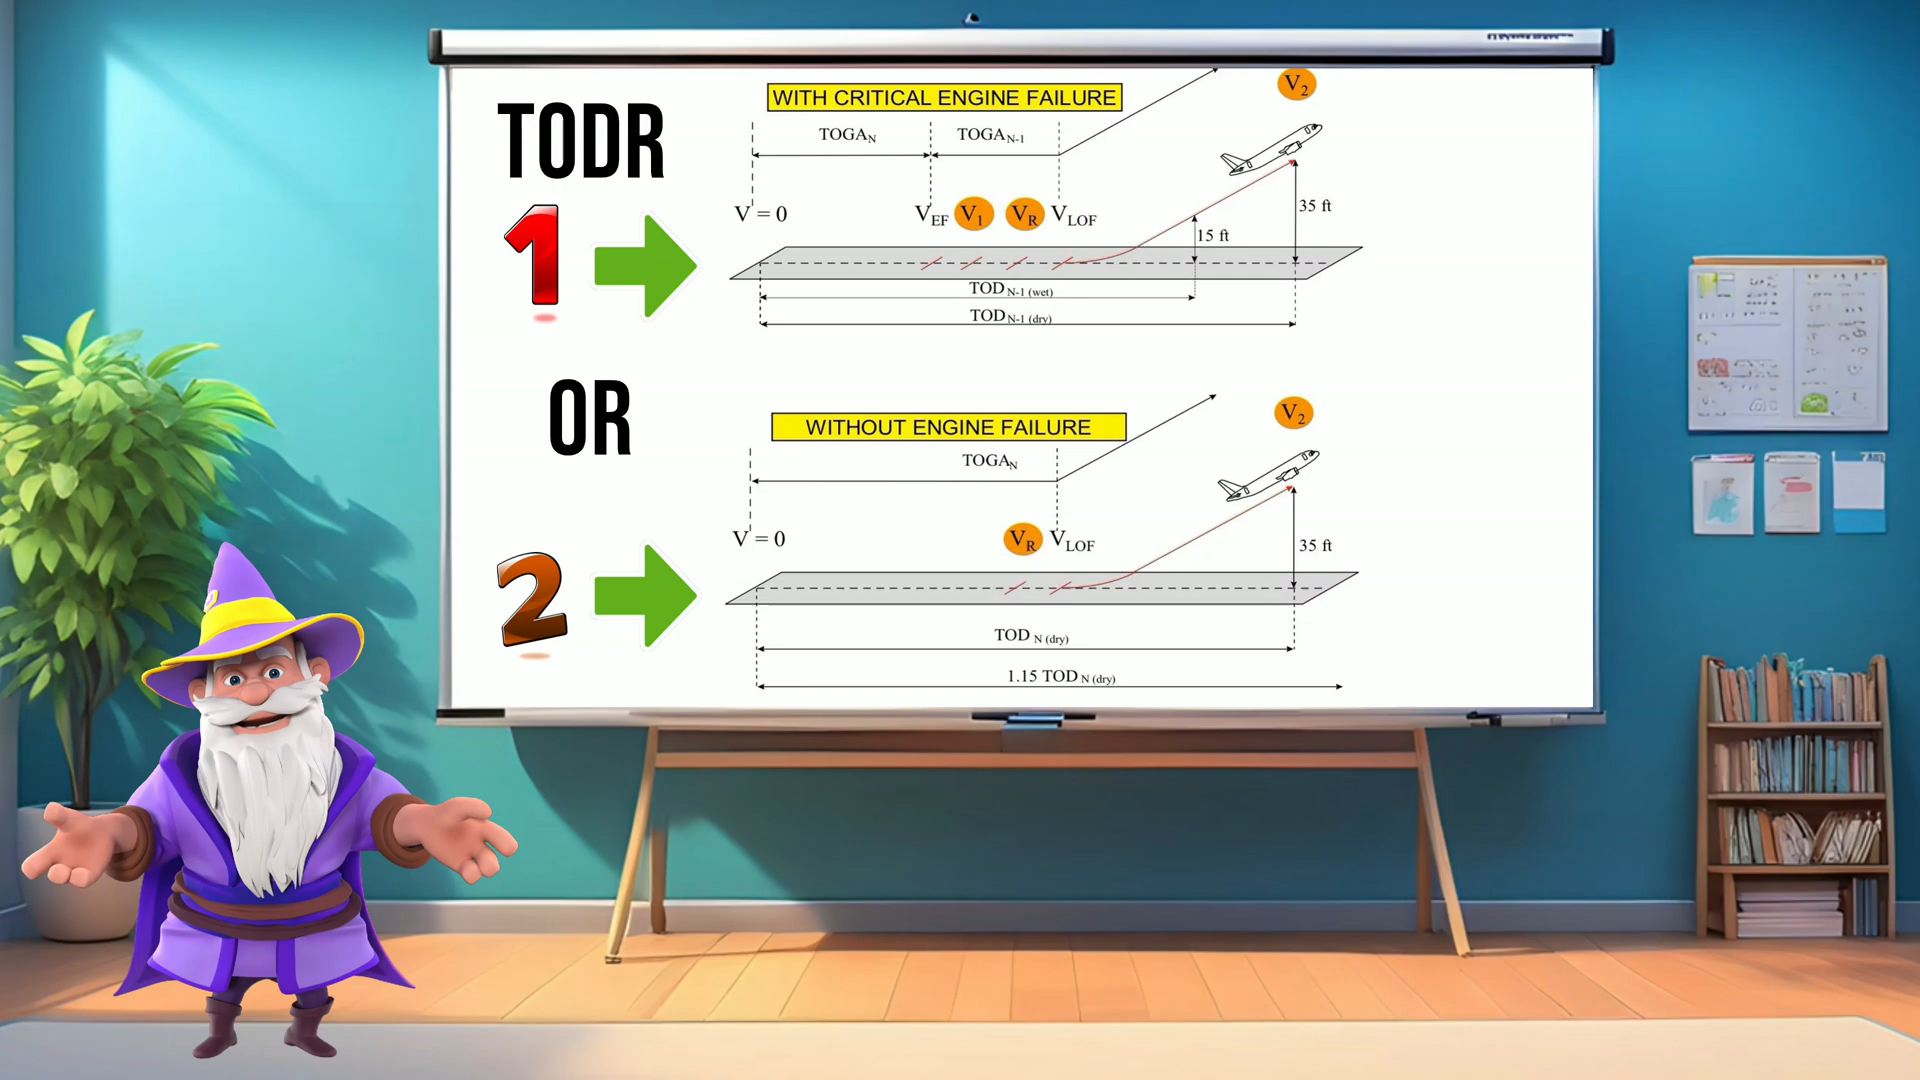 TODR
1
WITH CRITICAL ENGINE FAILURE
V2
TOGAN
TOGAN-1
V = 0
VEF
V1
VR
VLOF
35 ft
15 ft
TOD N-1 (wet)
TOD N-1 (dry)
OR
2
WITHOUT ENGINE FAILURE
V2
TOGAN
V = 0
VR
VLOF
35 ft
TOD N (dry)
1.15 TOD N (dry)